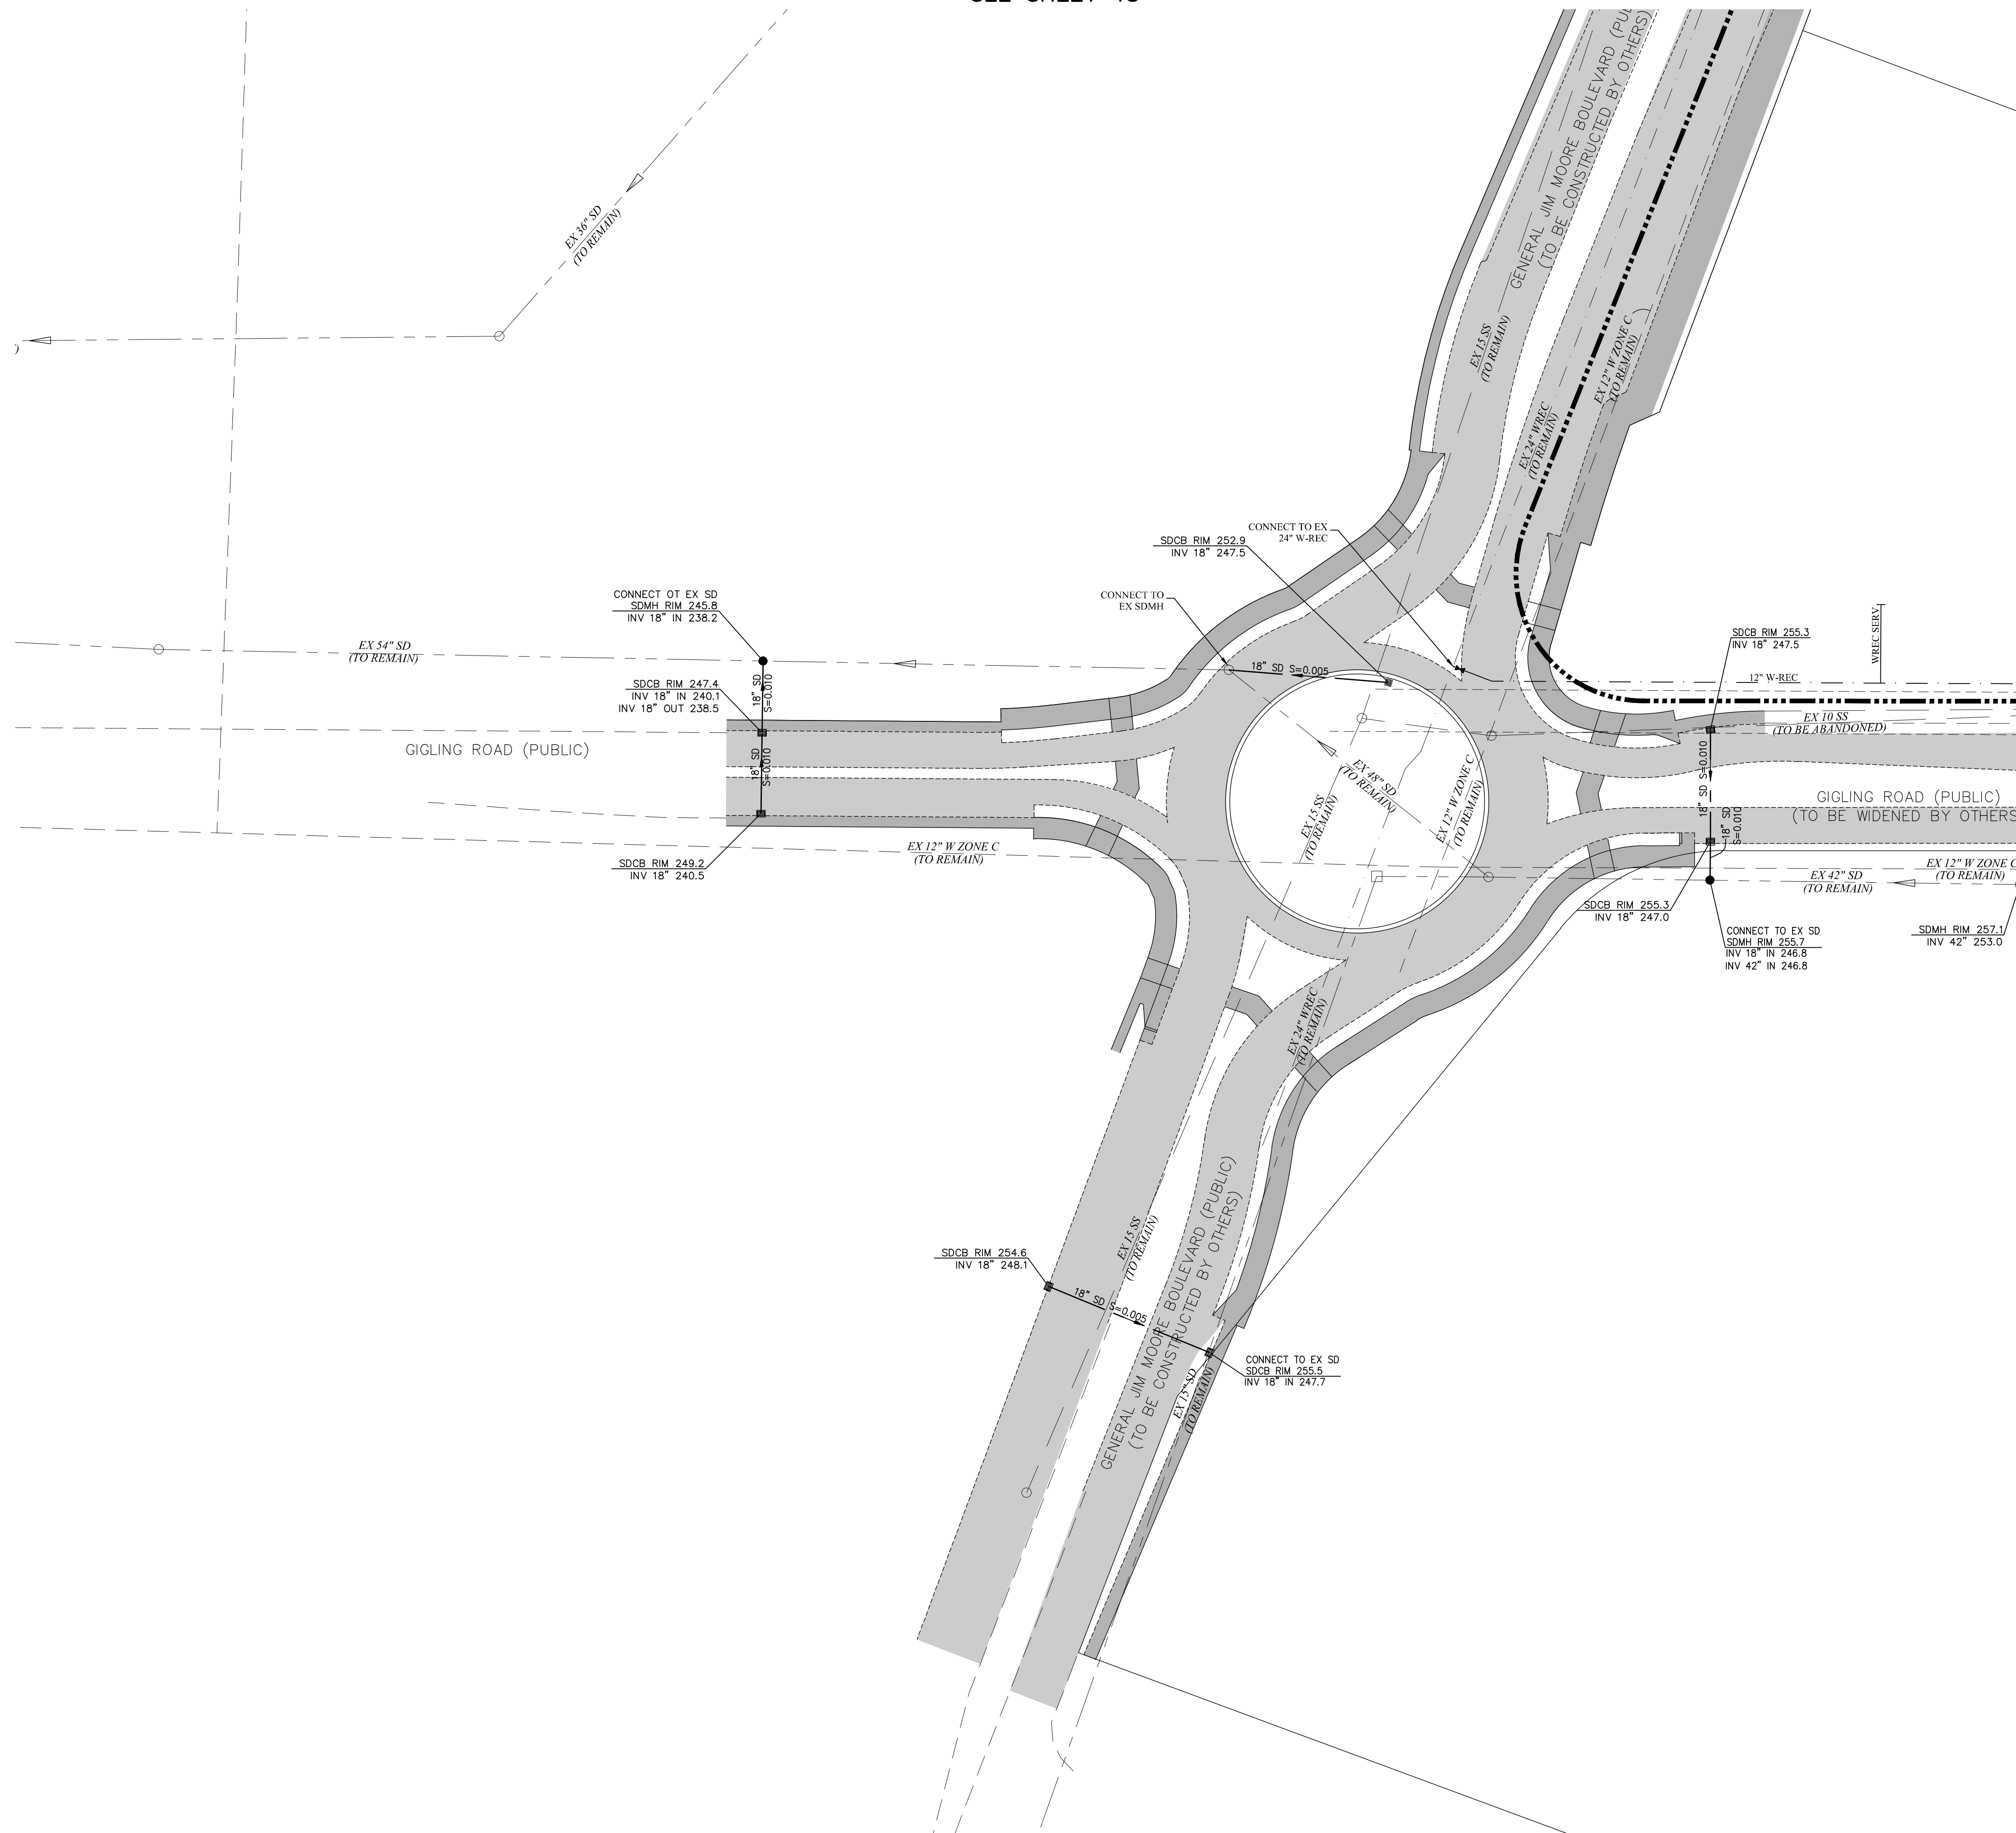 GENERAL JIM MOORE BOULEVARD
(TO BE CONSTRUCTED BY OTHERS)
EX 36" SD
(TO REMAIN)
)
EX 15 SS
(TO REMAIN)
EX 12" W ZONE C
(TO REMAIN)
EX 24" WREC
(TO REMAIN)
CONNECT TO EX
24" W-REC
SDCB RIM 252.9
INV 18" 247.5
CONNECT TO
EX SDMH
CONNECT OT EX SD
SDMH RIM 245.8
INV 18" IN 238.2
EX 54" SD
(TO REMAIN)
18" SD S=0.005
SDCB RIM 255.3
INV 18" 247.5
WREC SERV
12" W-REC
SDCB RIM 247.4
INV 18" IN 240.1
INV 18" OUT 238.5
18" SD
S=0.010
EX 10 SS
(TO BE ABANDONED)
GIGLING ROAD (PUBLIC)
18" SD
S=0.010
EX 48" SD
(TO REMAIN)
EX 15 SS
(TO REMAIN)
EX 12" W ZONE C
(TO REMAIN)
18" SD S=0.010
18" SD
S=0.010
GIGLING ROAD (PUBLIC)
(TO BE WIDENED BY OTHERS
EX 12" W ZONE C
(TO REMAIN)
SDCB RIM 249.2
INV 18" 240.5
EX 12" W ZONE C
(TO REMAIN)
EX 42" SD
(TO REMAIN)
SDCB RIM 255.3
INV 18" 247.0
CONNECT TO EX SD
SDMH RIM 255.7
INV 18" IN 246.8
INV 42" IN 246.8
SDMH RIM 257.1
INV 42" 253.0
EX 24" WREC
(TO REMAIN)
EX 15 SS
(TO REMAIN)
GENERAL JIM MOORE BOULEVARD (PUBLIC)
(TO BE CONSTRUCTED BY OTHERS)
SDCB RIM 254.6
INV 18" 248.1
18" SD S=0.005
CONNECT TO EX SD
SDCB RIM 255.5
INV 18" IN 247.7
EX 15" SD
(TO REMAIN)